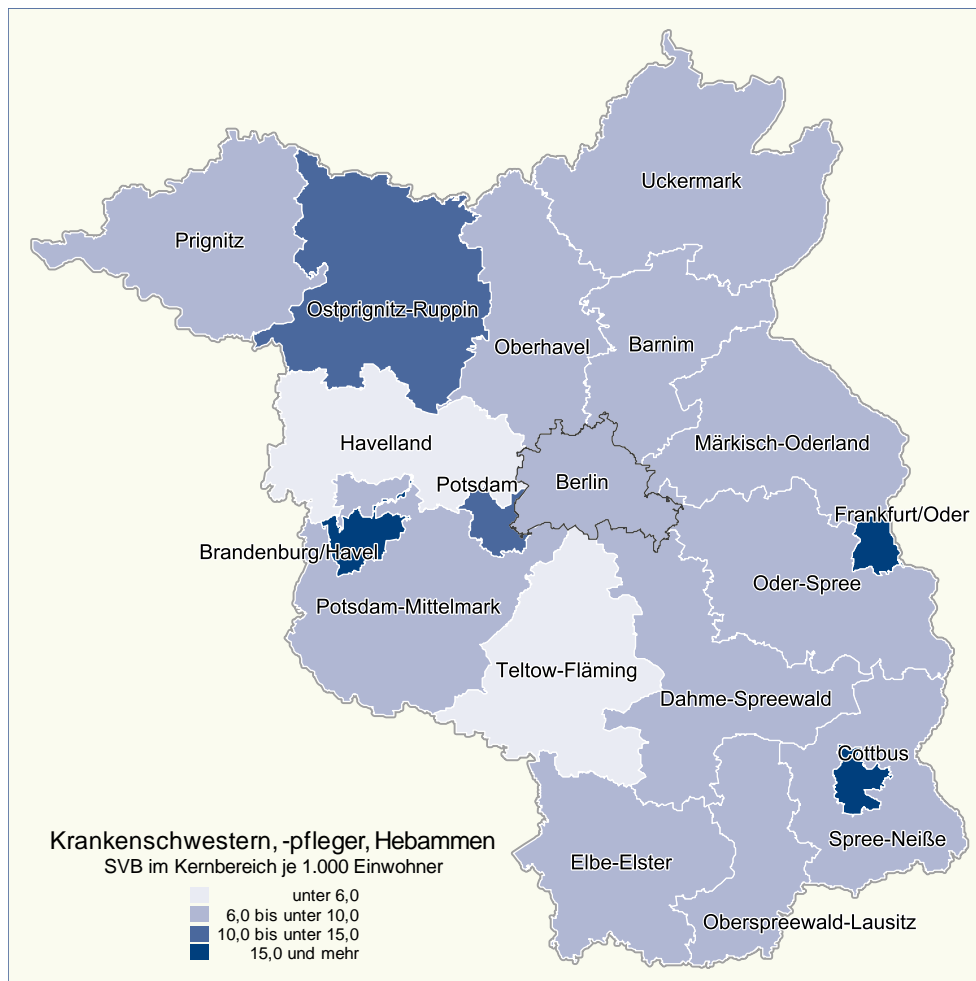 Uckermark
Prignitz
Ostprignitz-Ruppin
Oberhavel
Barnim
Havelland
Märkisch-Oderland
Potsdam
Berlin
Frankfurt/Oder
Brandenburg/Havel
Oder-Spree
Potsdam-Mittelmark
Teltow-Fläming
Dahme-Spreewald
Cottbus
Spree-Neiße
Elbe-Elster
Oberspreewald-Lausitz
Krankenschwestern, -pfleger, Hebammen
SVB im Kernbereich je 1.000 Einwohner
unter 6,0
6,0 bis unter 10,0
10,0 bis unter 15,0
15,0 und mehr